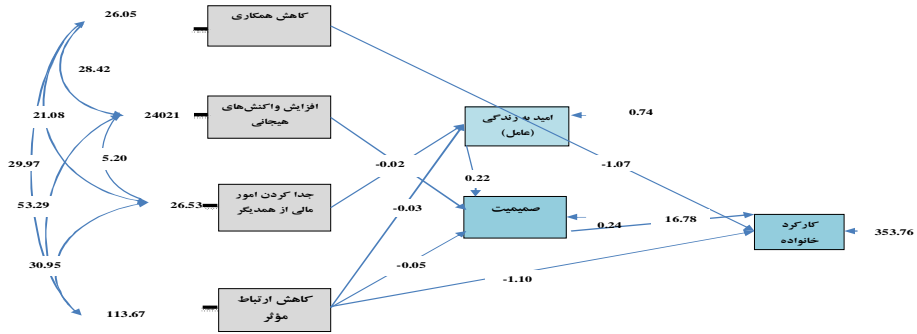 26.05
کاهش همکاری
28.42
21.08
24021
افزایش واکنش‌های
هیجانی
امید به زندگی
(عامل)
0.74
29.97
5.20
-0.02
0.22
-1.07
53.29
26.53
جدا کردن امور
مالی از همدیگر
-0.03
صمیمیت
0.24
16.78
کارکرد
خانواده
353.76
30.95
-0.05
-1.10
113.67
کاهش ارتباط
مؤثر